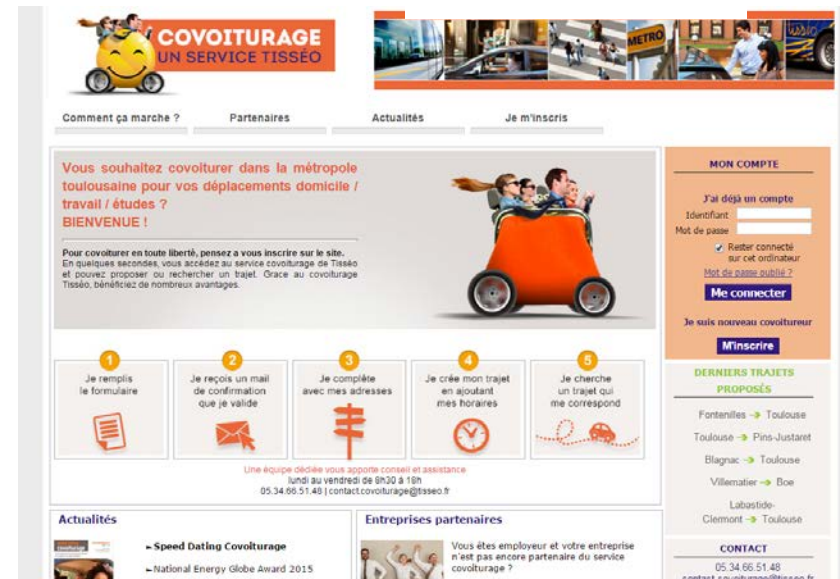 COVOITURAGE
UN SERVICE TISSÉO
METRO
tisséo
Comment ça marche ?
Partenaires
Actualités
Je m'inscris
Vous souhaitez covoiturer dans la métropole
toulousaine pour vos déplacements domicile /
travail / études ?
BIENVENUE !
Pour covoiturer en toute liberté, pensez a vous inscrire sur le site.
En quelques secondes, vous accédez au service covoiturage de Tisséo
et pouvez proposer ou rechercher un trajet. Grace au covoiturage
Tisséo, bénéficiez de nombreux avantages.
1
Je remplis
le formulaire
2
Je reçois un mail
de confirmation
que je valide
3
Je complète
avec mes adresses
4
Je crée mon trajet
en ajoutant
mes horaires
5
Je cherche
un trajet qui
me correspond
Une équipe dédiée vous apporte conseil et assistance
lundi au vendredi de 8h30 à 18h
05.34.66.51.48 | contact.covoiturage@tisseo.fr
Actualités
Speed Dating Covoiturage
National Energy Globe Award 2015
Entreprises partenaires
Vous êtes employeur et votre entreprise
n'est pas encore partenaire du service
covoiturage ?
MON COMPTE
J'ai déjà un compte
Identifiant
Mot de passe
Rester connecté
sur cet ordinateur
Mot de passe oublié ?
Me connecter
Je suis nouveau covoitureur
M'inscrire
DERNIERS TRAJETS
PROPOSÉS
Fontenilles → Toulouse
Toulouse → Pins-Justaret
Blagnac → Toulouse
Villematier → Boe
Labastide-
Clermont → Toulouse
CONTACT
05.34.66.51.48
contact.covoiturage@tisseo.fr